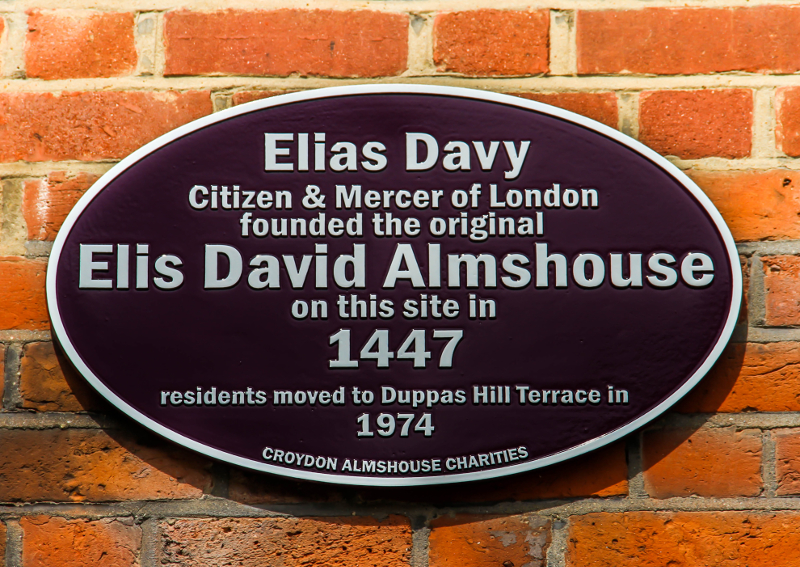 Elias Davy
Citizen & Mercer of London
founded the original
Elis David Almshouse
on this site in
1447
residents moved to Duppas Hill Terrace in
1974
CROYDON ALMSHOUSE CHARITIES